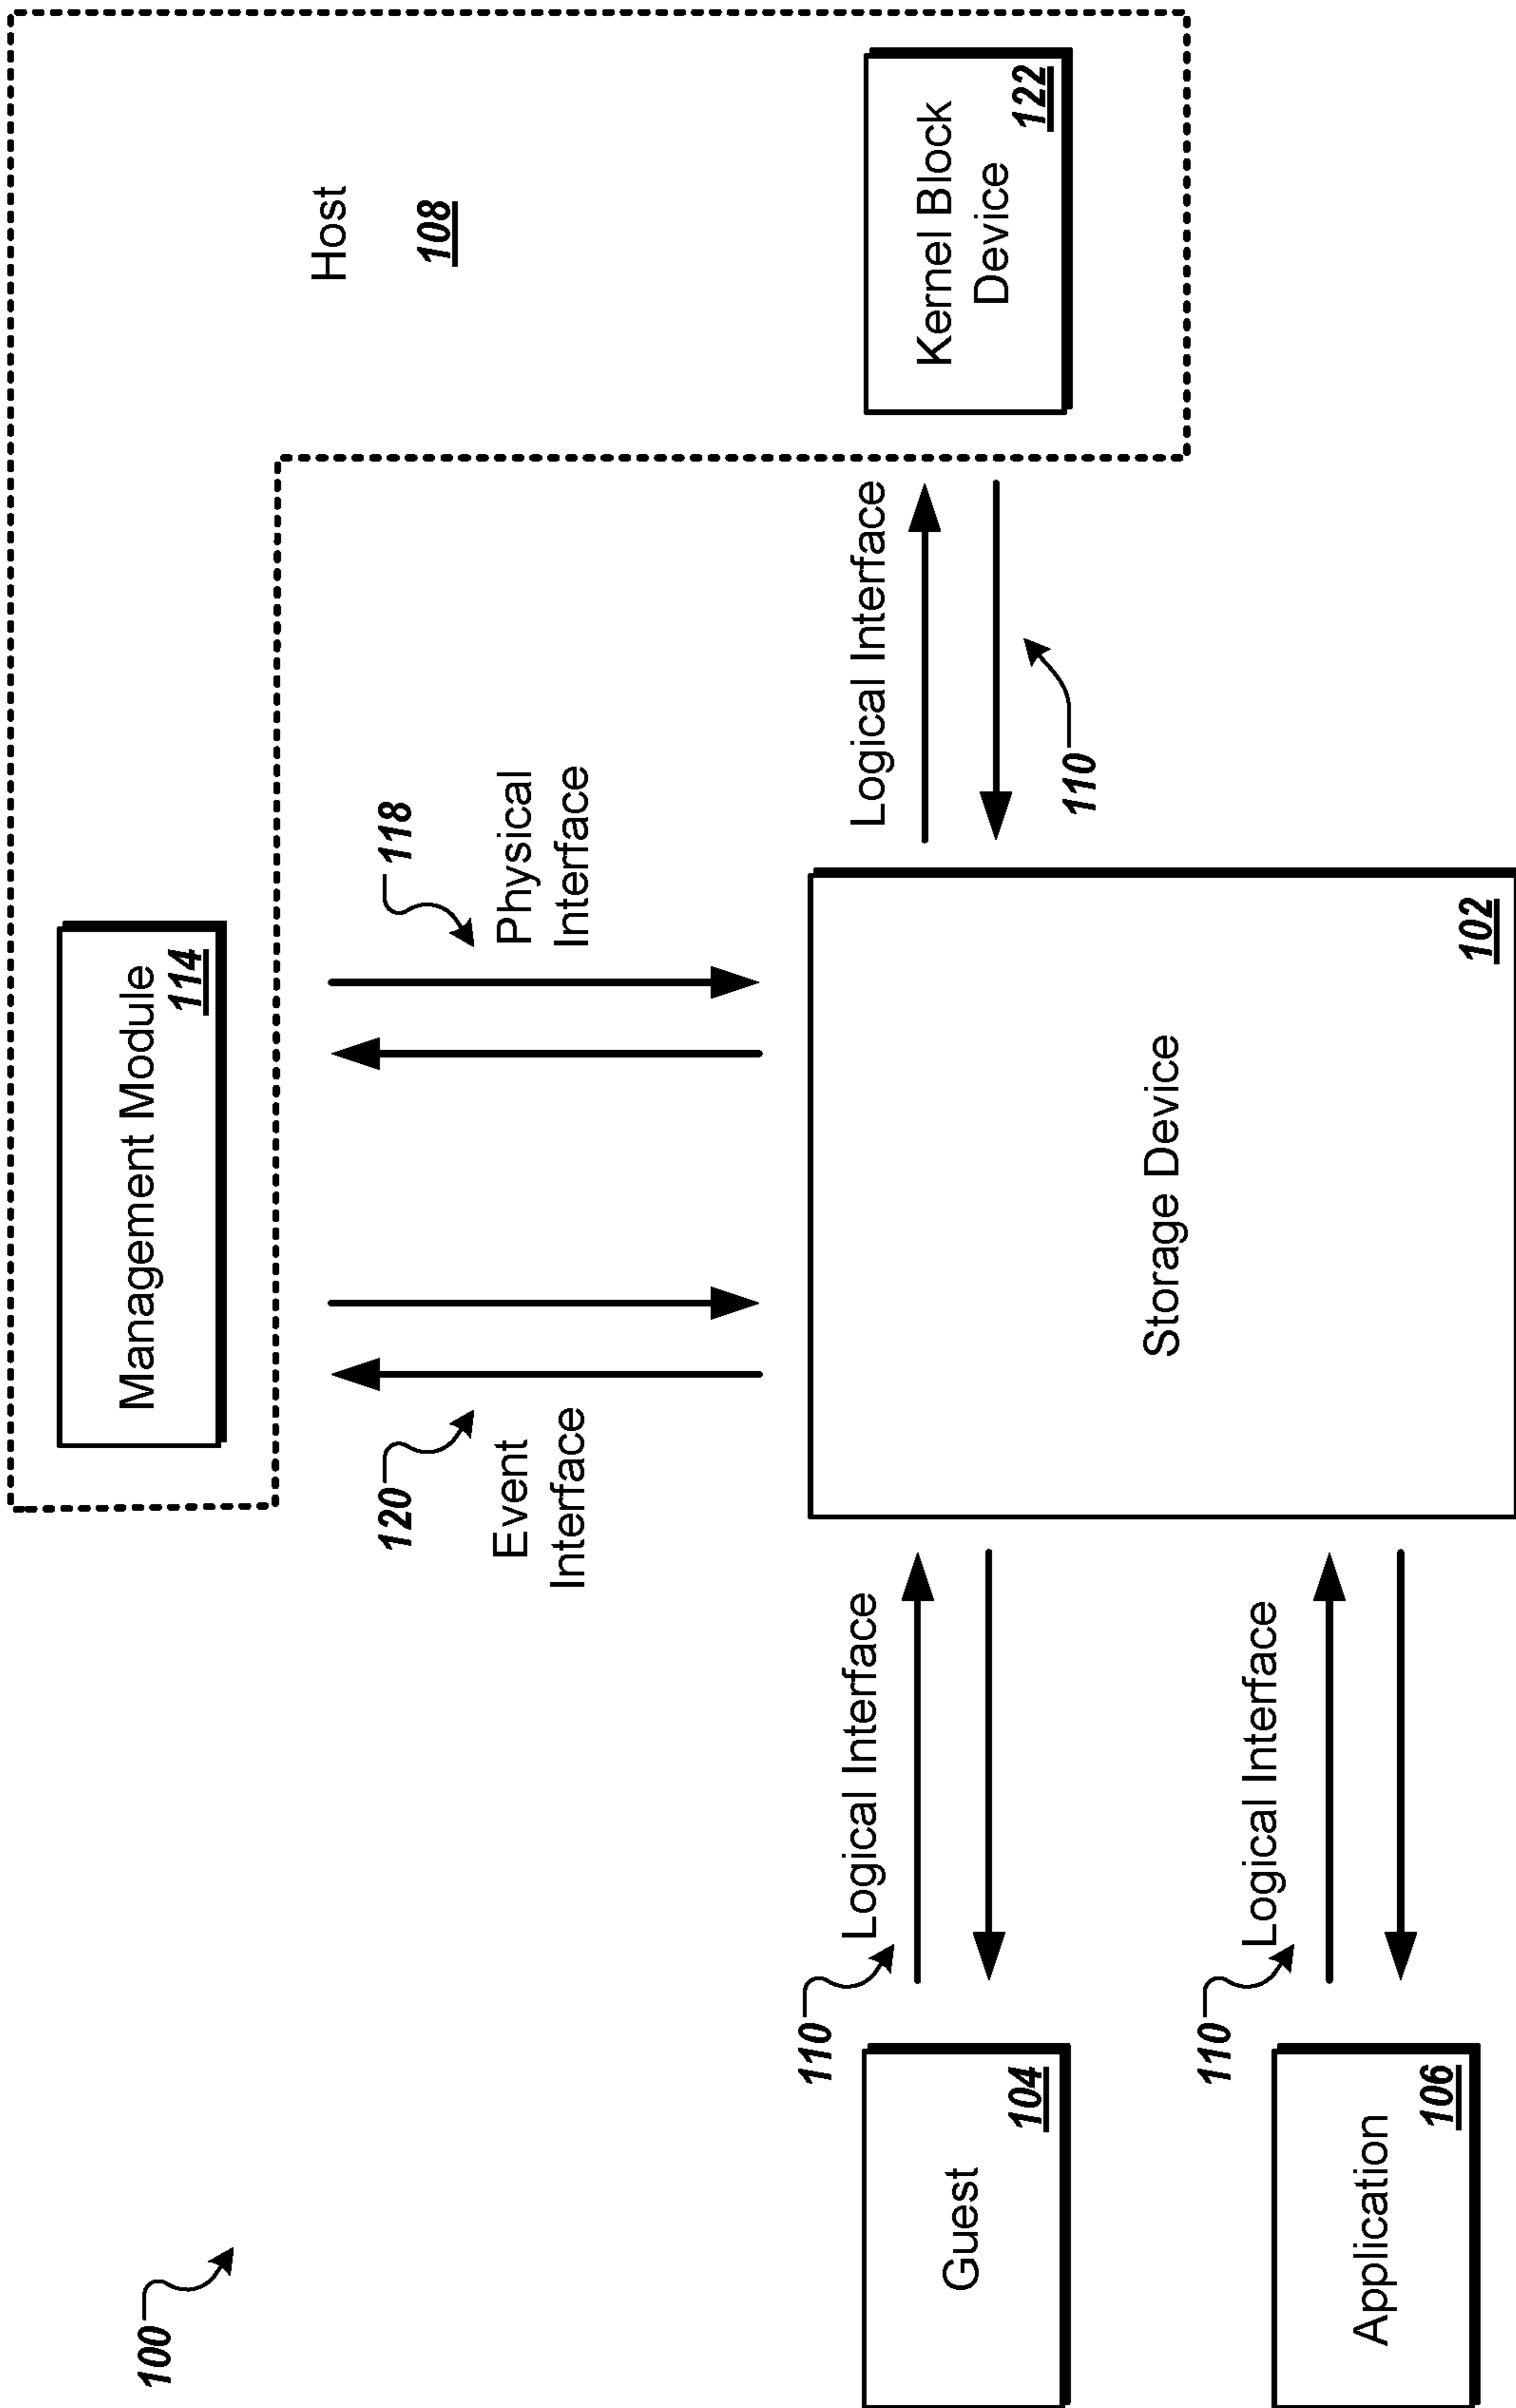 100
Management Module
114
Host
108
120
Event
Interface
118
Physical
Interface
Guest
104
110
Logical Interface
Logical Interface
110
Kernel Block
Device
122
Storage Device
102
Application
106
110
Logical Interface